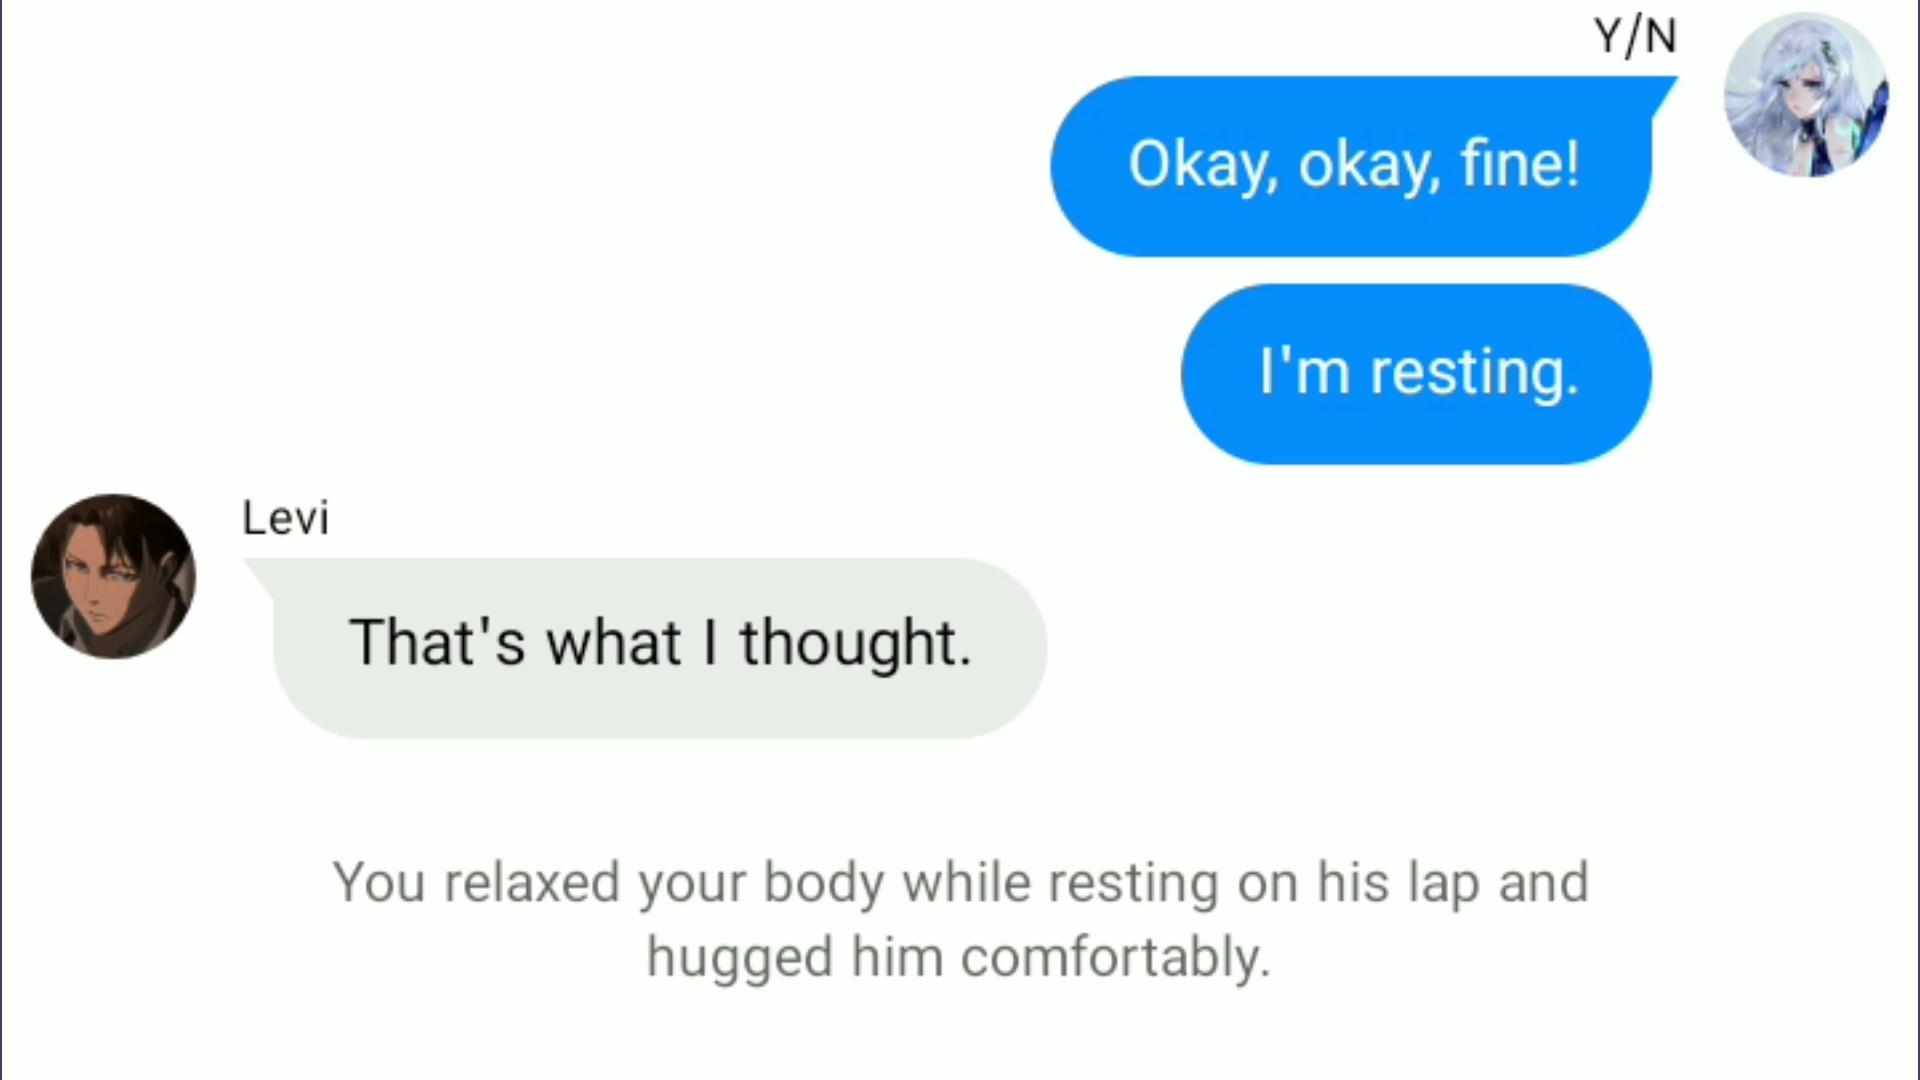 Y/N
Okay, okay, fine!
I'm resting.
Levi
That's what I thought.
You relaxed your body while resting on his lap and
hugged him comfortably.